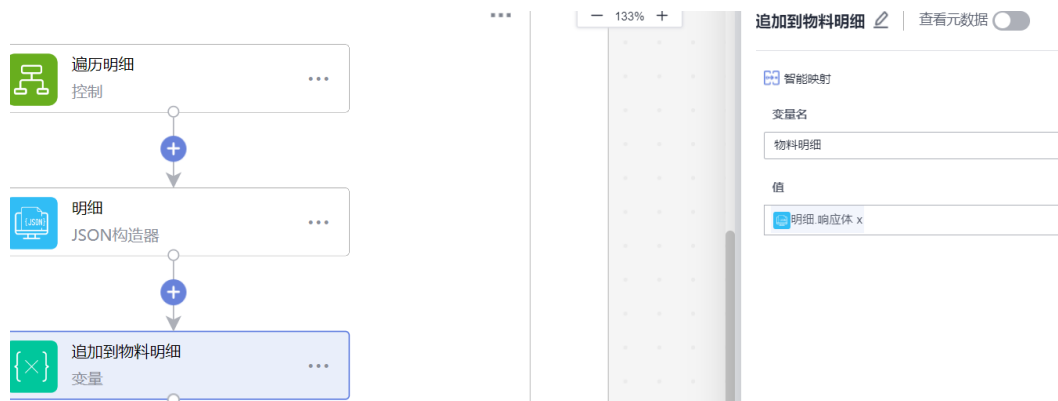 遍历明细
控制
明细
JSON构造器
{JSON}
追加到物料明细
变量
133%
追加到物料明细
查看元数据
智能映射
变量名
物料明细
值
明细.响应体 x